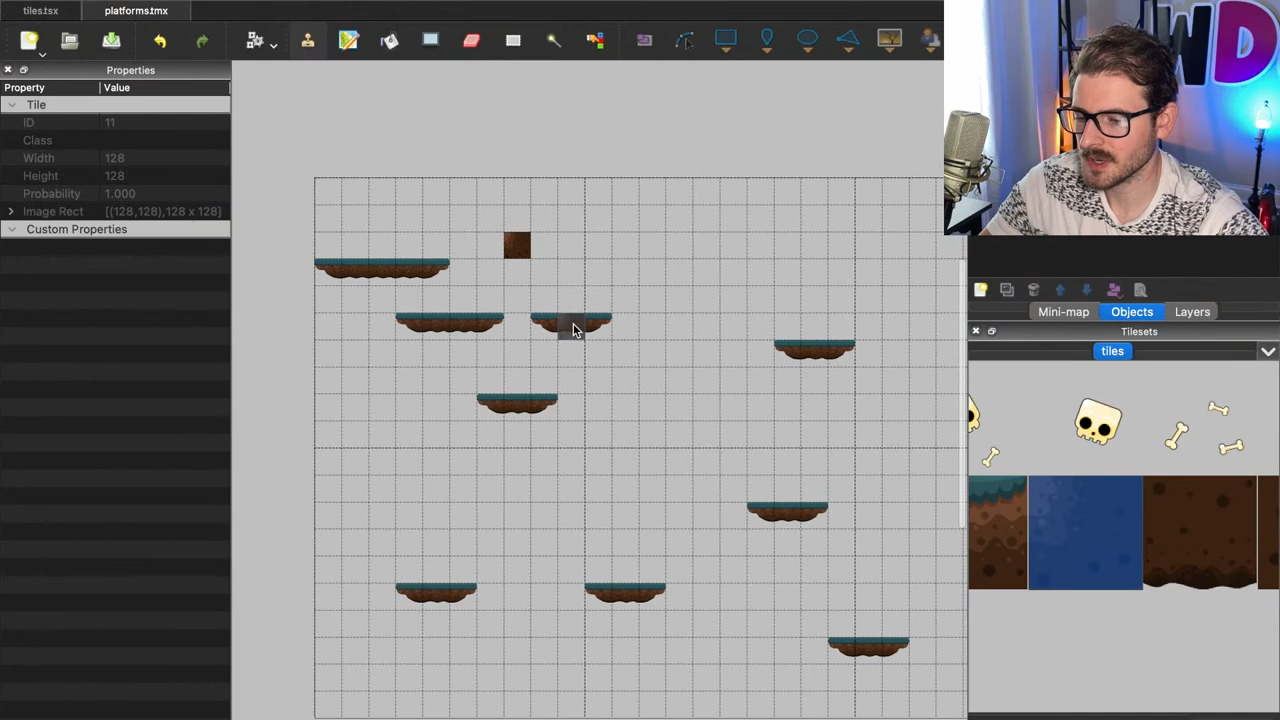 tiles.tsx
platforms.tmx
WD
Properties
Property
Value
Tile
ID
11
Class
Width
128
Height
128
Probability
1.000
Image Rect
[(128,128),128 x 128]
Custom Properties
Mini-map
Objects
Layers
Tilesets
tiles